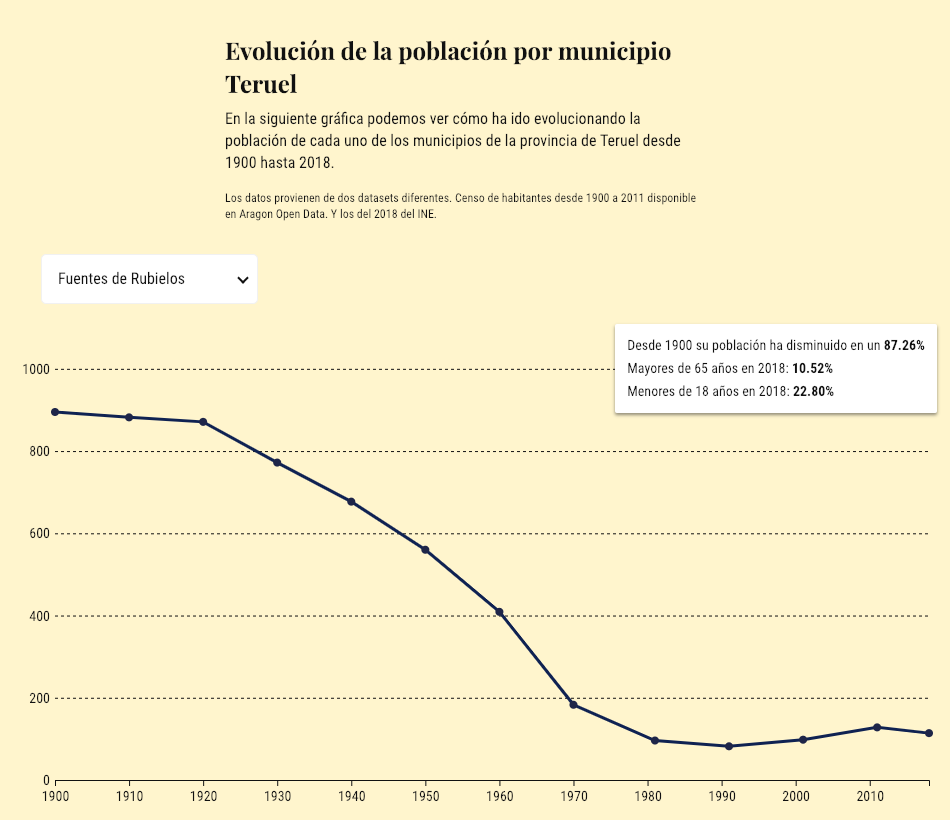 Evolución de la población por municipio
Teruel
En la siguiente gráfica podemos ver cómo ha ido evolucionando la
población de cada uno de los municipios de la provincia de Teruel desde
1900 hasta 2018.
Los datos provienen de dos datasets diferentes. Censo de habitantes desde 1900 a 2011 disponible
en Aragon Open Data. Y los del 2018 del INE.
Fuentes de Rubielos
Desde 1900 su población ha disminuido en un 87.26%
Mayores de 65 años en 2018: 10.52%
Menores de 18 años en 2018: 22.80%
1000
800
600
400
200
0
1900 1910 1920 1930 1940 1950 1960 1970 1980 1990 2000 2010